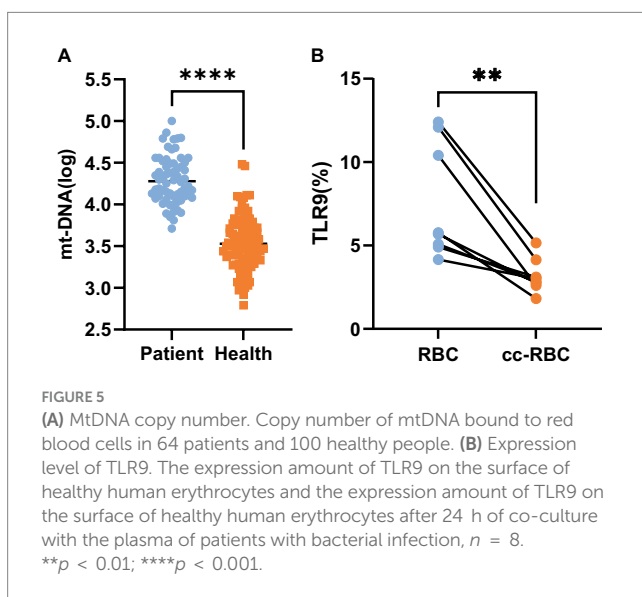 A
****
5.5
5.0
4.5
4.0
3.5
3.0
2.5
mt-DNA(log)
Patient Health
B
**
15
10
5
0
TLR9(%)
RBC cc-RBC
FIGURE 5
(A) MtDNA copy number. Copy number of mtDNA bound to red
blood cells in 64 patients and 100 healthy people. (B) Expression
level of TLR9. The expression amount of TLR9 on the surface of
healthy human erythrocytes and the expression amount of TLR9 on
the surface of healthy human erythrocytes after 24 h of co-culture
with the plasma of patients with bacterial infection, n = 8.
**p < 0.01; ****p < 0.001.